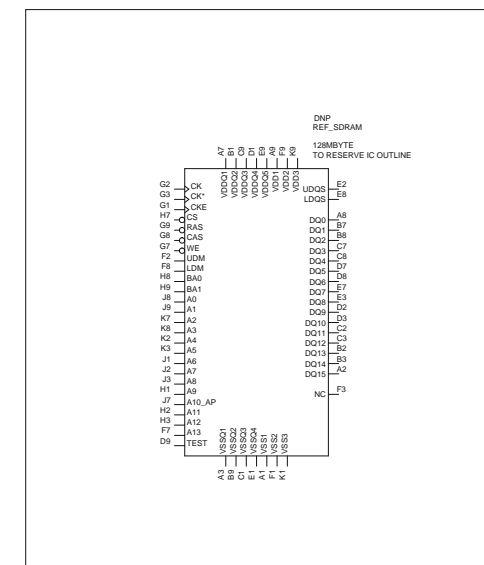 DNP
REF_SDRAM
128MBYTE
TO RESERVE IC OUTLINE
A7 B1 C9 D1 E9 A9 F9 K9
VDDQ1 VDDQ2 VDDQ3 VDDQ4 VDDQ5 VDD1 VDD2 VDD3
G2 CK
G3 CK*
G1 CKE
H7 CS
G9 RAS
G8 CAS
G7 WE
F2 UDM
F8 LDM
H8 BA0
H9 BA1
J8 A0
J9 A1
K7 A2
K8 A3
K2 A4
K3 A5
J1 A6
J2 A7
J3 A8
H1 A9
J7 A10_AP
H2 A11
H3 A12
F7 A13
D9 TEST
UDQS E2
LDQS E8
DQ0 A8
DQ1 B7
DQ2 B8
DQ3 C7
DQ4 C8
DQ5 D7
DQ6 D8
DQ7 E7
DQ8 E3
DQ9 D2
DQ10 D3
DQ11 C2
DQ12 C3
DQ13 B2
DQ14 B3
DQ15 A2
NC F3
VSSQ1 VSSQ2 VSSQ3 VSSQ4 VSS1 VSS2 VSS3
A3 B9 C1 E1 A1 F1 K1